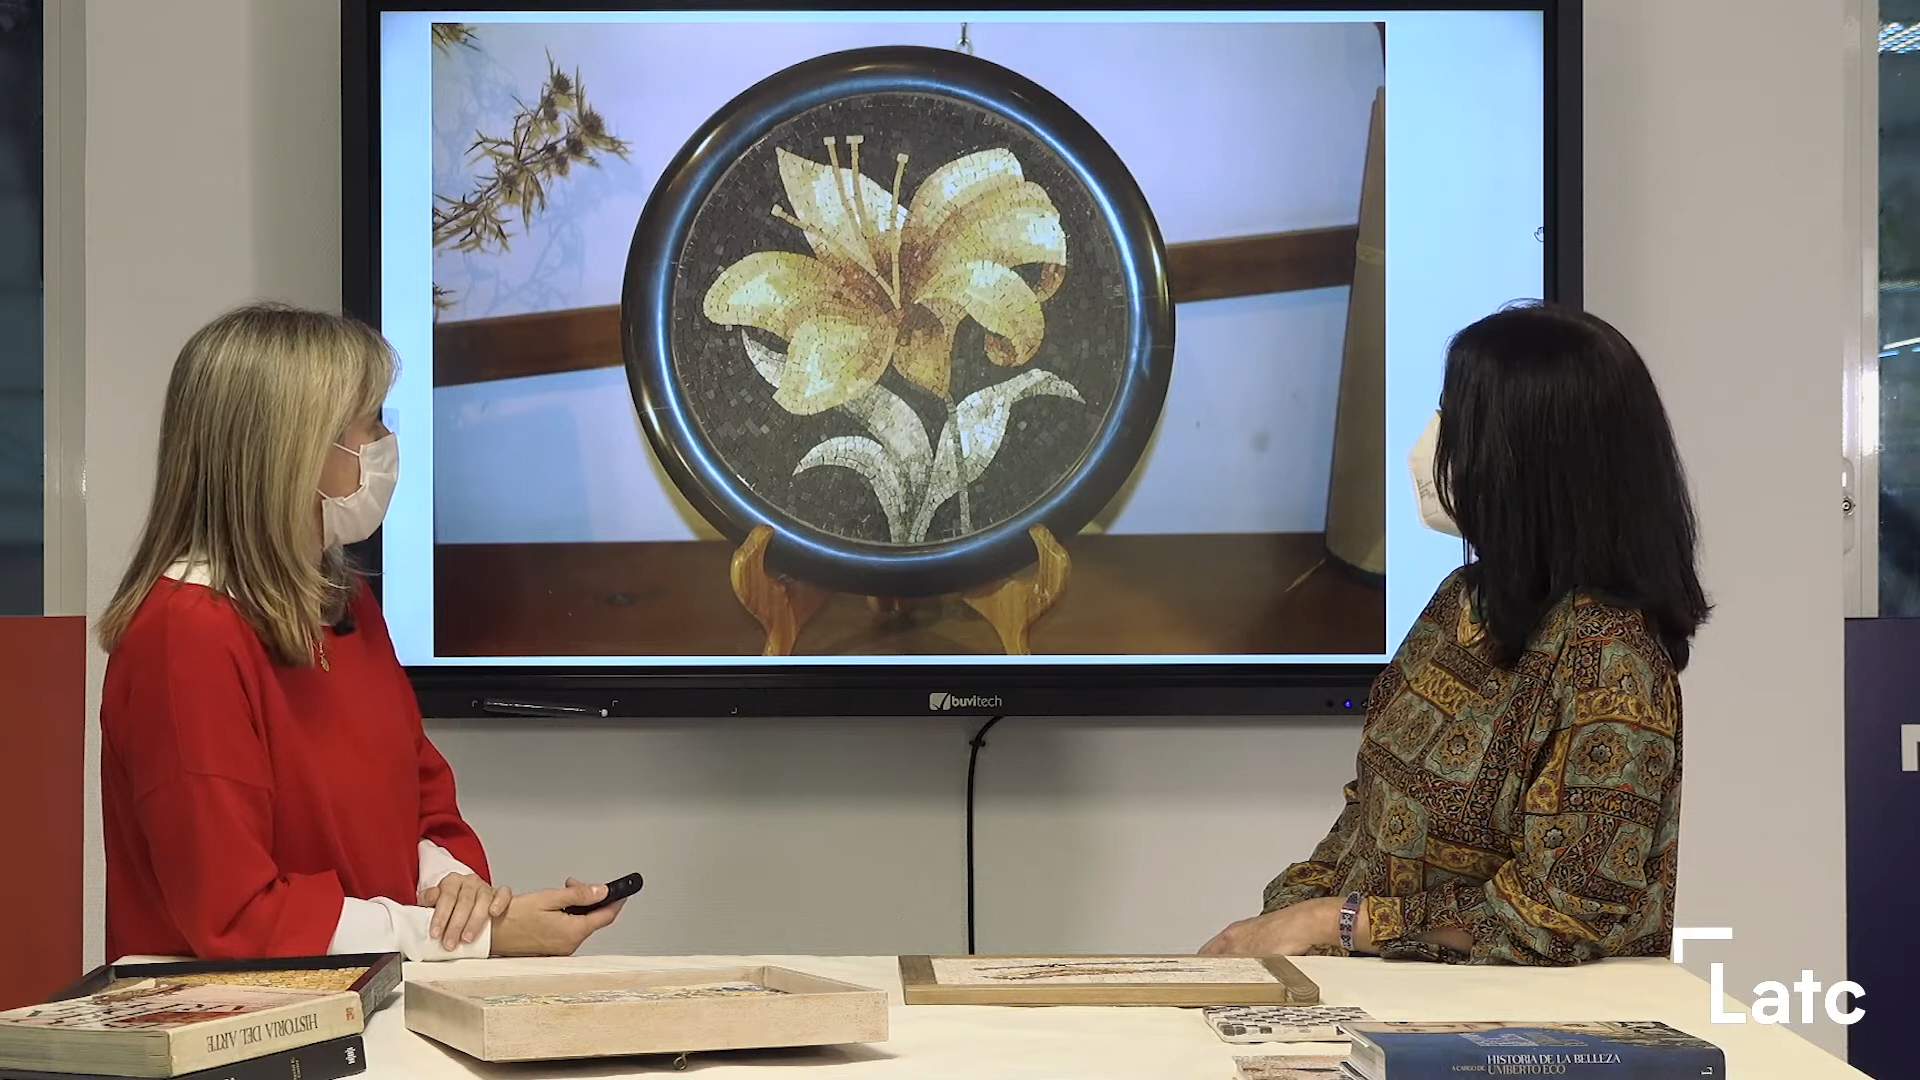 buvitech
Latc
HISTORIA DEL ARTE
HISTORIA DE LA BELLEZA
A CARGO DE UMBERTO ECO